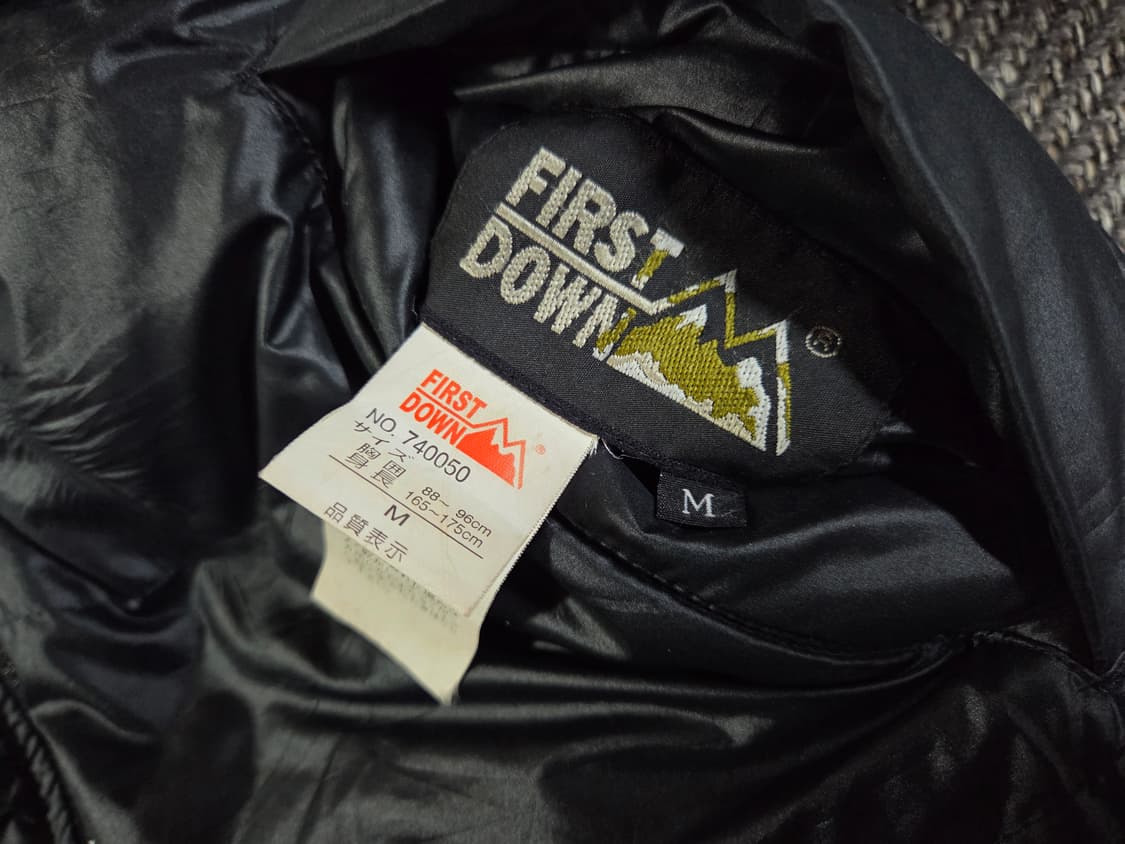 FIRST
DOWN
®
FIRST
DOWN
®
NO. 740050
サイズ
胸囲 88～ 96cm
身長 165~175cm
M
品質表示
M